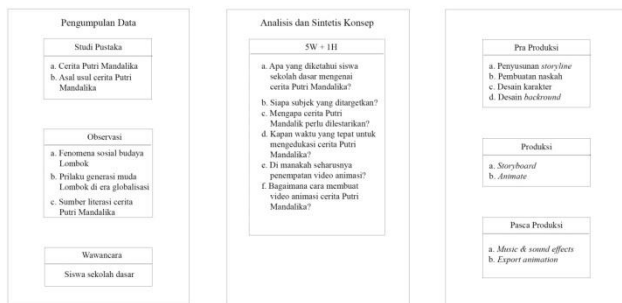 Pengumpulan Data
Studi Pustaka
a. Cerita Putri Mandalika
b. Asal usul cerita Putri
Mandalika
Observasi
a. Fenomena sosial budaya
Lombok
b. Prilaku generasi muda
Lombok di era globalisasi
c. Sumber literasi cerita
Putri Mandalika
Wawancara
Siswa sekolah dasar
Analisis dan Sintetis Konsep
5W + 1H
a. Apa yang diketahui siswa
sekolah dasar mengenai
cerita Putri Mandalika?
b. Siapa subjek yang ditargetkan?
c. Mengapa cerita Putri
Mandalik perlu dilestarikan?
d. Kapan waktu yang tepat untuk
mengedukasi cerita Putri
Mandalika?
e. Di manakah seharusnya
penempatan video animasi?
f. Bagaimana cara membuat
video animasi cerita Putri
Mandalika?
Pra Produksi
a. Penyusunan storyline
b. Pembuatan naskah
c. Desain karakter
d. Desain backround
Produksi
a. Storyboard
b. Animate
Pasca Produksi
a. Music & sound effects
b. Export animation